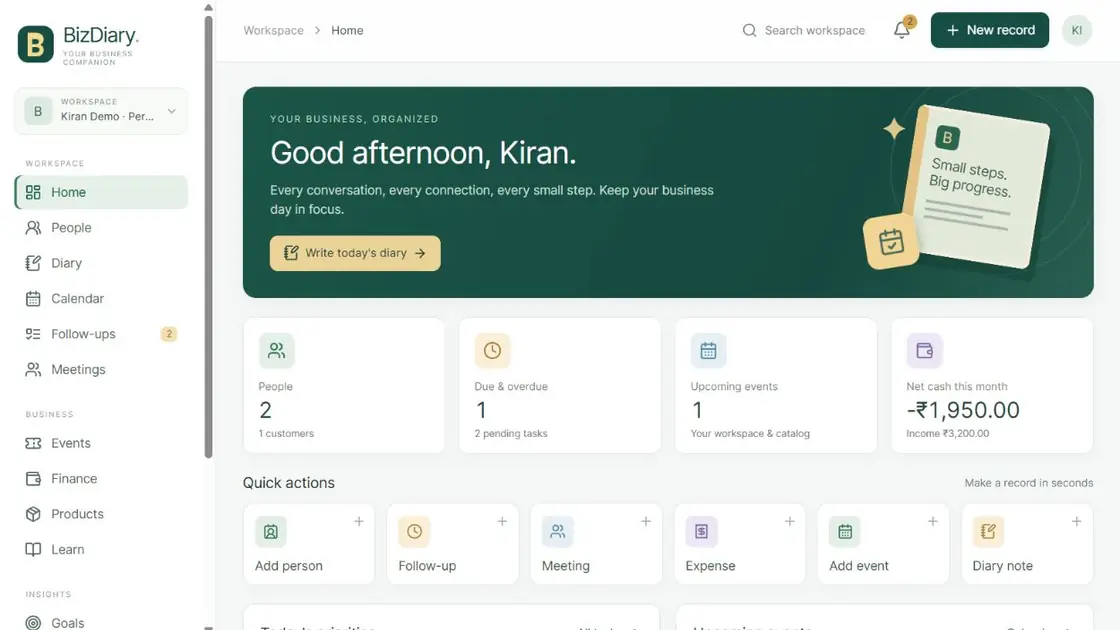 B
BizDiary.
YOUR BUSINESS
COMPANION
B
WORKSPACE
Kiran Demo · Per...
WORKSPACE
Home
People
Diary
Calendar
Follow-ups
2
Meetings
BUSINESS
Events
Finance
Products
Learn
INSIGHTS
Goals
Workspace
Home
Search workspace
2
New record
KI
YOUR BUSINESS, ORGANIZED
Good afternoon, Kiran.
Every conversation, every connection, every small step. Keep your business
day in focus.
Write today's diary
B
Small steps.
Big progress.
People
2
1 customers
Due & overdue
1
2 pending tasks
Upcoming events
1
Your workspace & catalog
Net cash this month
-₹1,950.00
Income ₹3,200.00
Quick actions
Make a record in seconds
Add person
Follow-up
Meeting
Expense
Add event
Diary note
Today's priorities
Upcoming events